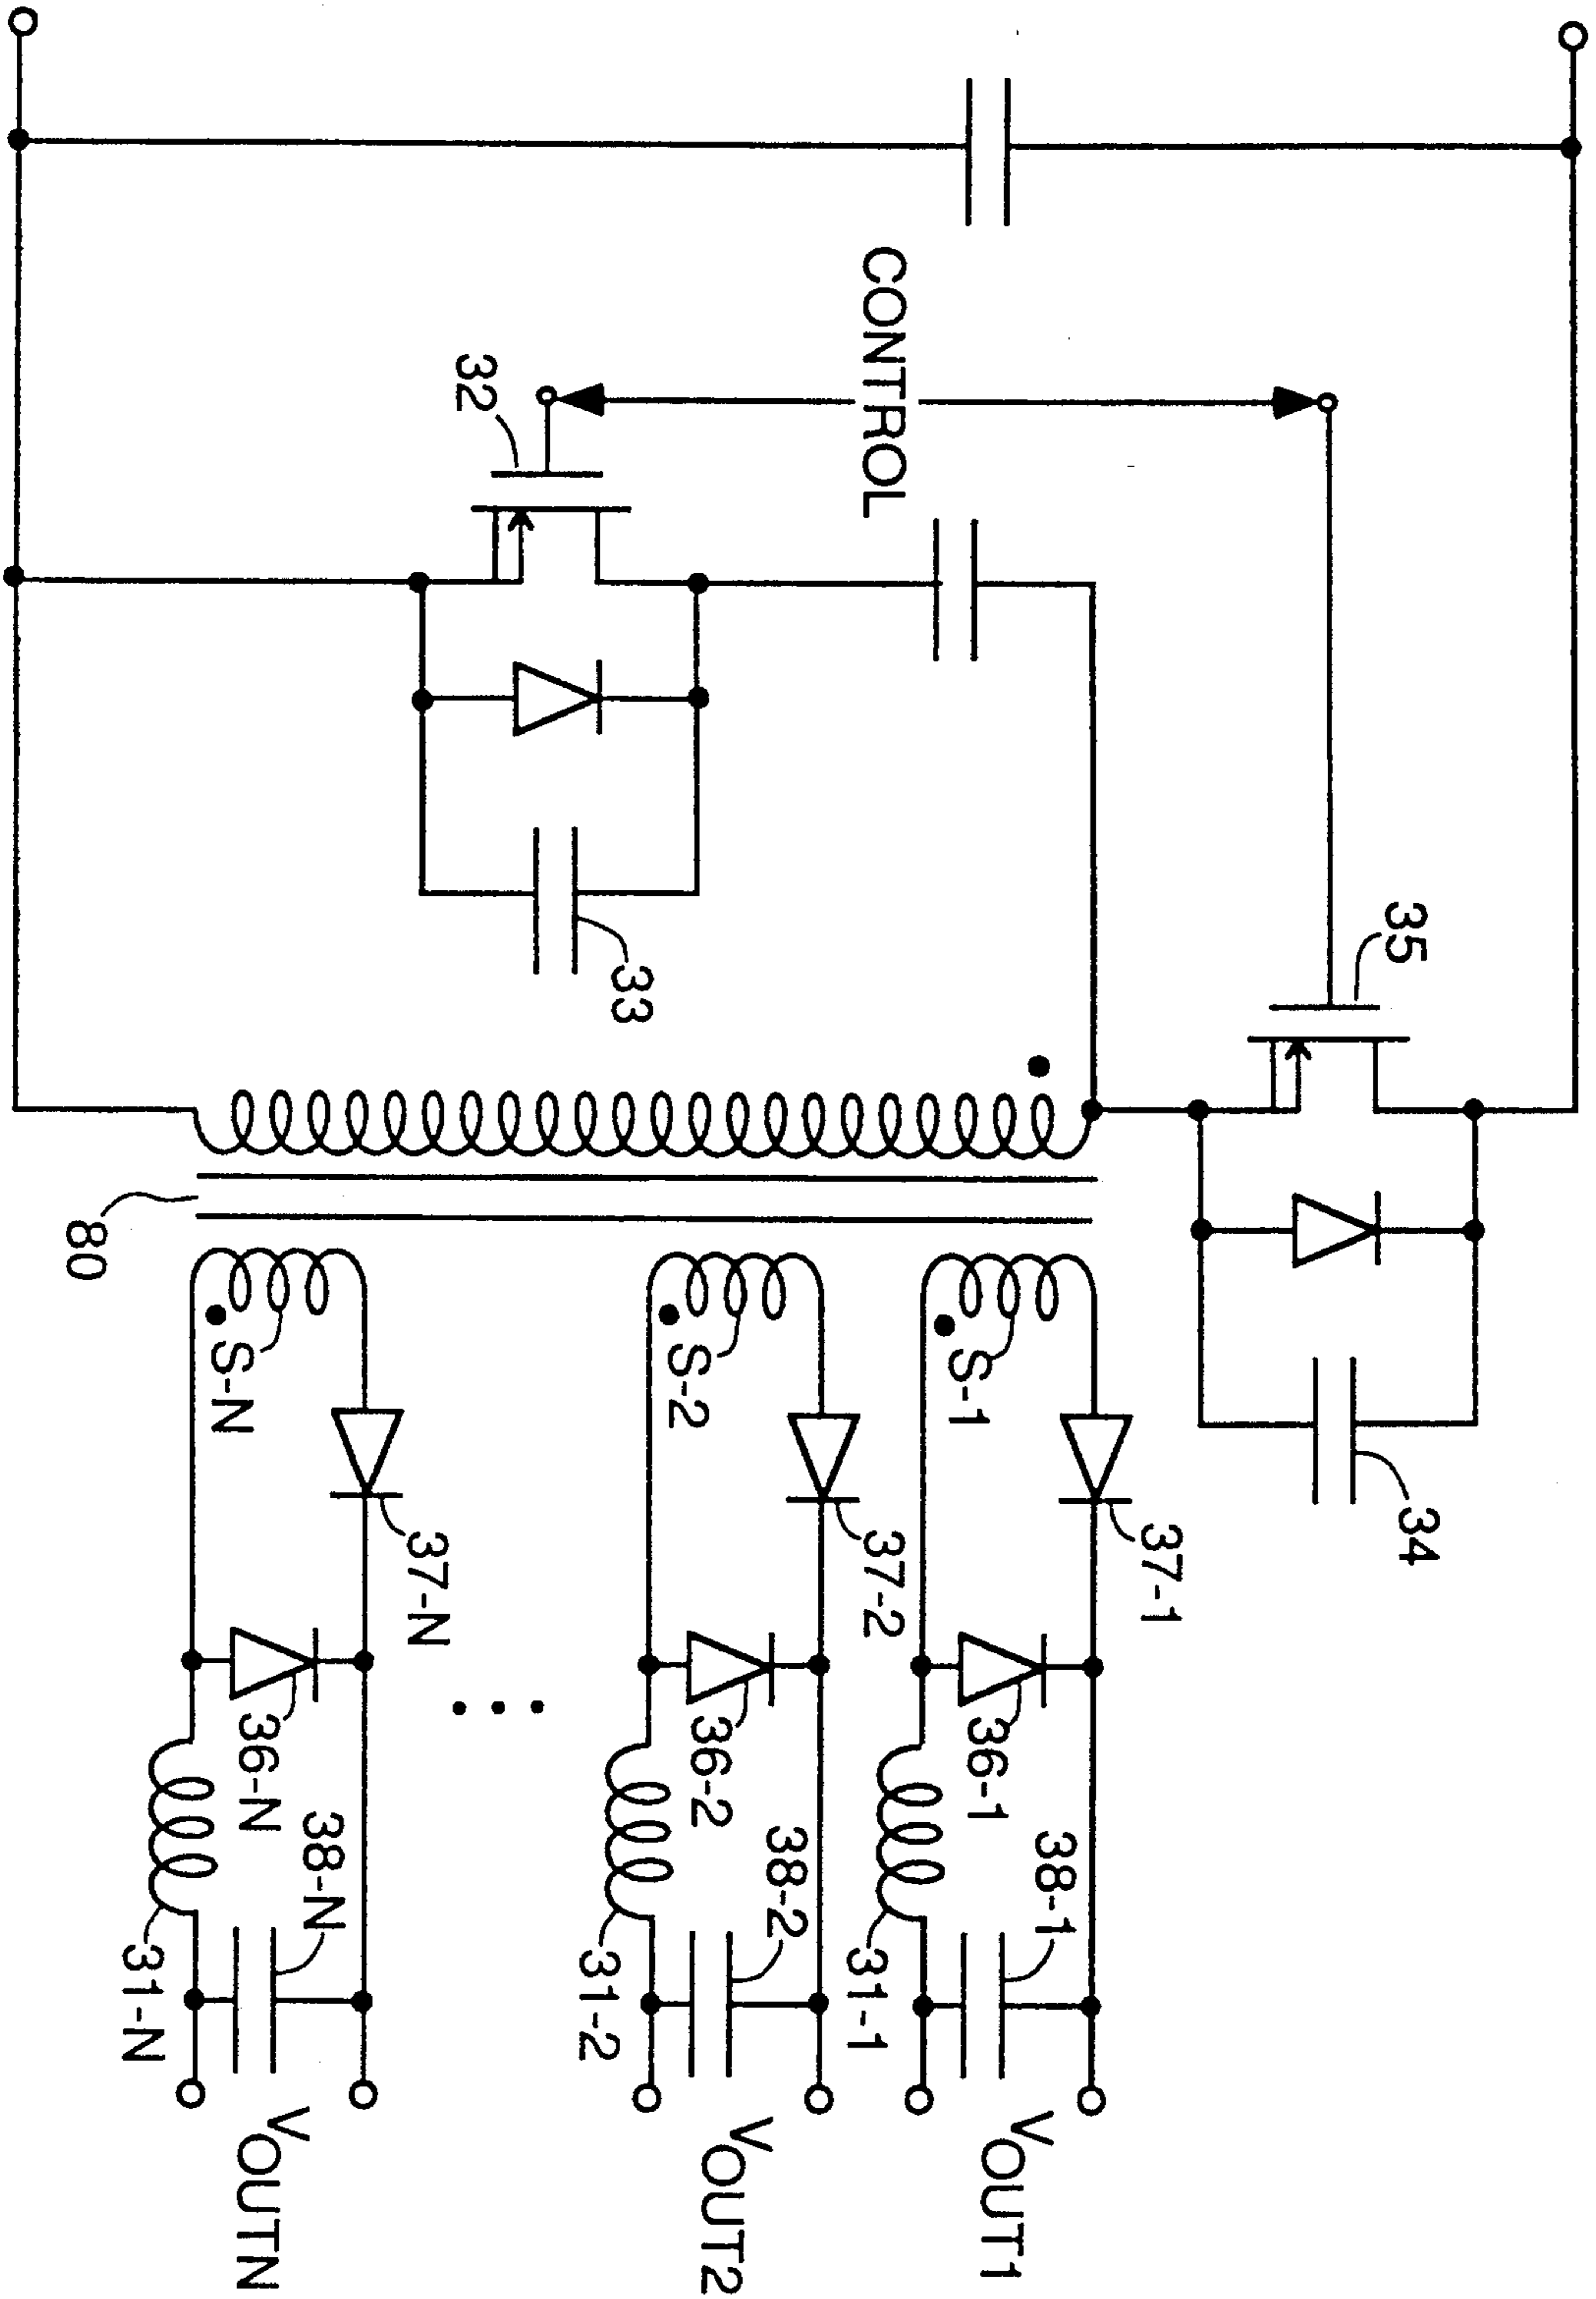 35
34
CONTROL
32
33
80
S-1
37-1
36-1
38-1
31-1
VOUT1
S-2
37-2
36-2
38-2
31-2
VOUT2
S-N
37-N
36-N
38-N
31-N
VOUTN